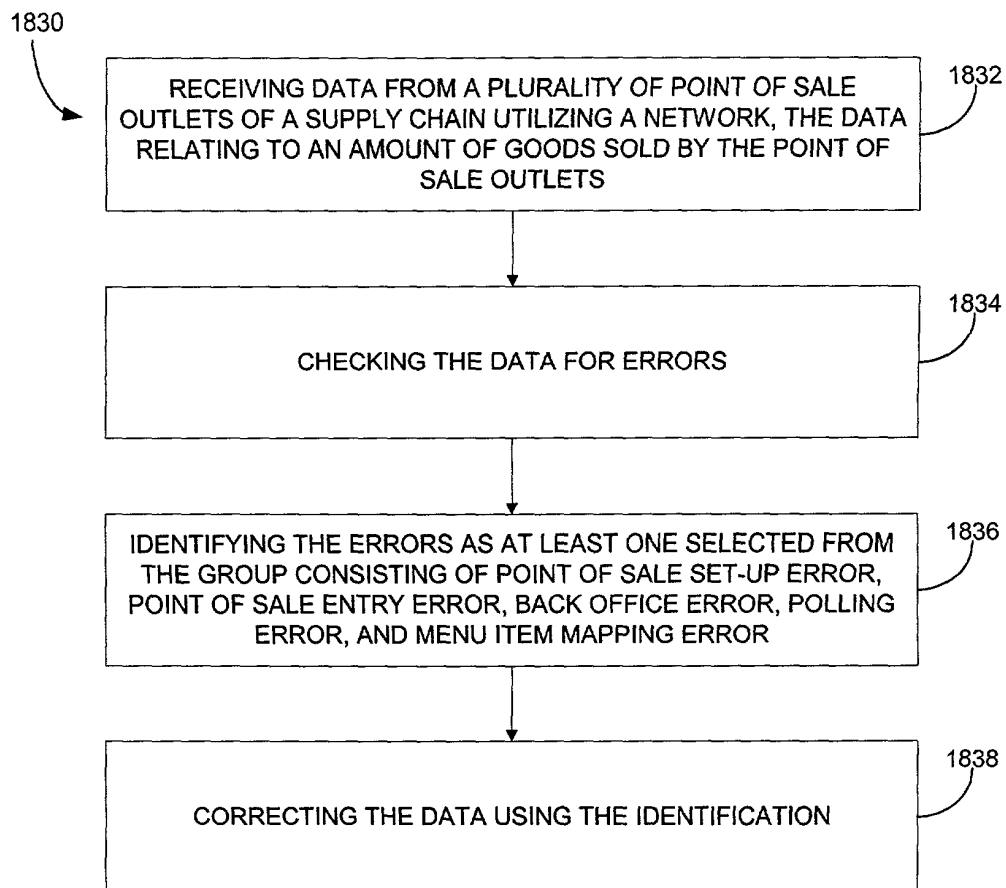 1830
RECEIVING DATA FROM A PLURALITY OF POINT OF SALE
OUTLETS OF A SUPPLY CHAIN UTILIZING A NETWORK, THE DATA
RELATING TO AN AMOUNT OF GOODS SOLD BY THE POINT OF
SALE OUTLETS
1832
CHECKING THE DATA FOR ERRORS
1834
IDENTIFYING THE ERRORS AS AT LEAST ONE SELECTED FROM
THE GROUP CONSISTING OF POINT OF SALE SET-UP ERROR,
POINT OF SALE ENTRY ERROR, BACK OFFICE ERROR, POLLING
ERROR, AND MENU ITEM MAPPING ERROR
1836
CORRECTING THE DATA USING THE IDENTIFICATION
1838